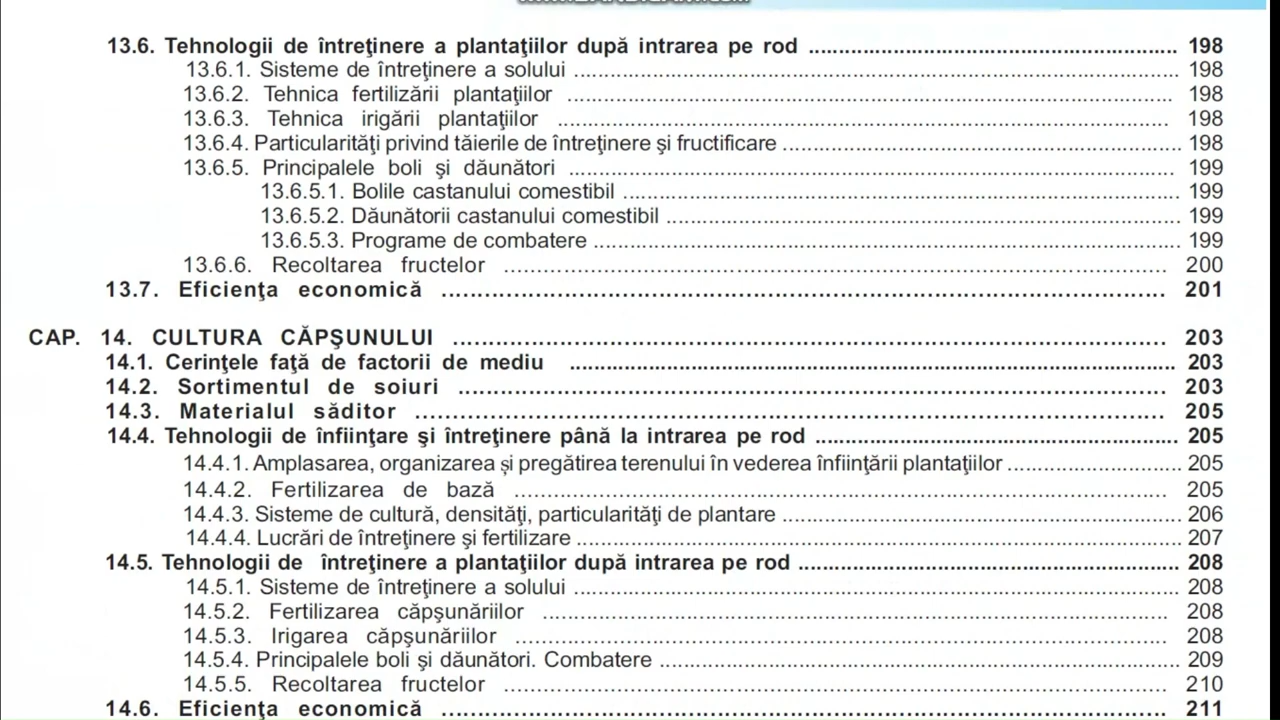 13.6. Tehnologii de întreţinere a plantaţiilor după intrarea pe rod ........................................................ 198
13.6.1. Sisteme de întreţinere a solului ........................................................ 198
13.6.2. Tehnica fertilizării plantaţiilor ........................................................ 198
13.6.3. Tehnica irigării plantaţiilor ........................................................ 198
13.6.4. Particularităţi privind tăierile de întreţinere şi fructificare ........................................................ 198
13.6.5. Principalele boli şi dăunători ........................................................ 199
13.6.5.1. Bolile castanului comestibil ........................................................ 199
13.6.5.2. Dăunătorii castanului comestibil ........................................................ 199
13.6.5.3. Programe de combatere ........................................................ 199
13.6.6. Recoltarea fructelor ........................................................ 200
13.7. Eficienţa economică ........................................................ 201
CAP. 14. CULTURA CĂPŞUNULUI ........................................................ 203
14.1. Cerinţele faţă de factorii de mediu ........................................................ 203
14.2. Sortimentul de soiuri ........................................................ 203
14.3. Materialul săditor ........................................................ 205
14.4. Tehnologii de înfiinţare şi întreţinere până la intrarea pe rod ........................................................ 205
14.4.1. Amplasarea, organizarea și pregătirea terenului în vederea înfiinţării plantaţiilor ........................................................ 205
14.4.2. Fertilizarea de bază ........................................................ 205
14.4.3. Sisteme de cultură, densităţi, particularităţi de plantare ........................................................ 206
14.4.4. Lucrări de întreţinere şi fertilizare ........................................................ 207
14.5. Tehnologii de întreţinere a plantaţiilor după intrarea pe rod ........................................................ 208
14.5.1. Sisteme de întreţinere a solului ........................................................ 208
14.5.2. Fertilizarea căpşunăriilor ........................................................ 208
14.5.3. Irigarea căpşunăriilor ........................................................ 208
14.5.4. Principalele boli şi dăunători. Combatere ........................................................ 209
14.5.5. Recoltarea fructelor ........................................................ 210
14.6. Eficienţa economică ........................................................ 211